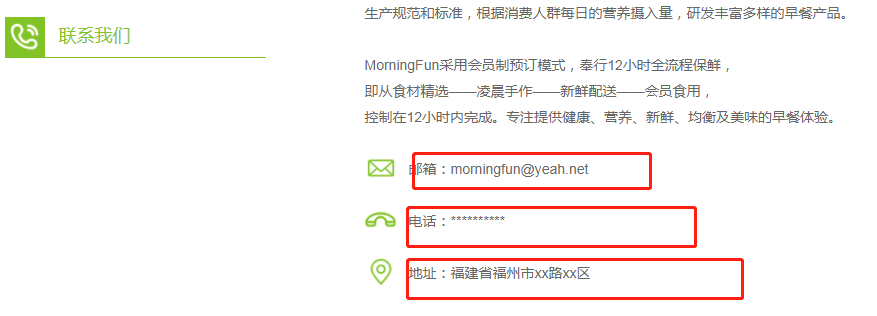 生产规范和标准，根据消费人群每日的营养摄入量，研发丰富多样的早餐产品。
联系我们
MorningFun采用会员制预订模式，奉行12小时全流程保鲜，
即从食材精选——凌晨手作——新鲜配送——会员食用，
控制在12小时内完成。专注提供健康、营养、新鲜、均衡及美味的早餐体验。
邮箱：morningfun@yeah.net
电话：**********
地址：福建省福州市xx路xx区